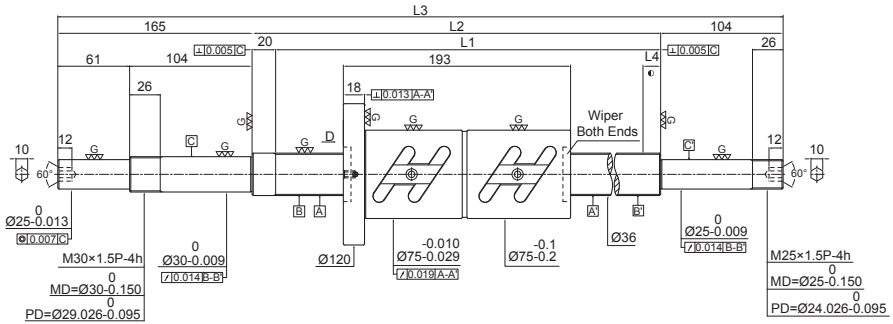 L3
165 L2 104
20 L1 26
⊥ 0.005 C ⊥ 0.005 C
61 104 193 L4
26 18 ⊥ 0.013 A-A'
G G
Wiper
Both Ends
G
D
G G G G G G
12 C C' 12
10 10
60° 60°
B A A' B'
0
Ø25-0.013
◎ 0.007 C
0
Ø30-0.009
↗ 0.014 B-B'
Ø120
-0.010
Ø75-0.029
↗ 0.019 A-A'
-0.1
Ø75-0.2
Ø36
0
Ø25-0.009
↗ 0.014 B-B'
M30×1.5P-4h
0
MD=Ø30-0.150
0
PD=Ø29.026-0.095
M25×1.5P-4h
0
MD=Ø25-0.150
0
PD=Ø24.026-0.095